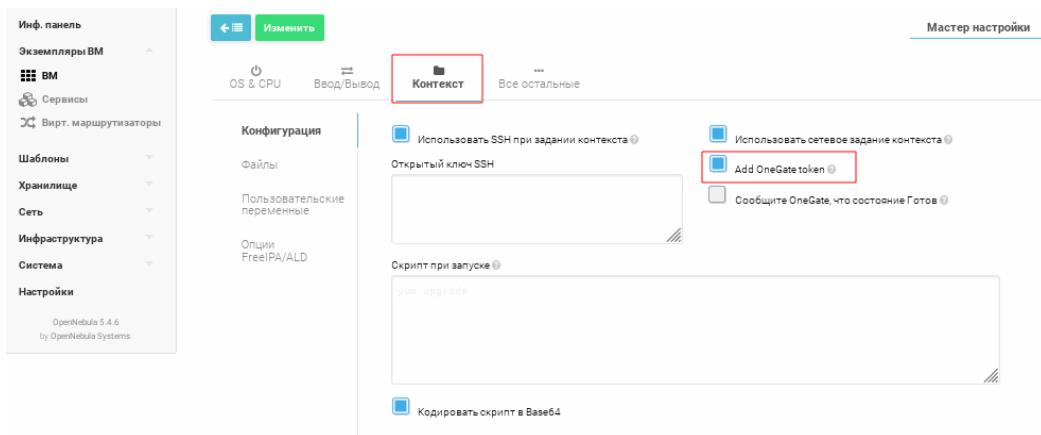 Инф. панель
Экземпляры ВМ
ВМ
Сервисы
Вирт. маршрутизаторы
Шаблоны
Хранилище
Сеть
Инфраструктура
Система
Настройки
OpenNebula 5.4.6
by OpenNebula Systems
Изменить
Мастер настройки
OS & CPU
Ввод/Вывод
Контекст
Все остальные
Конфигурация
Файлы
Пользовательские
переменные
Опции
FreeIPA/ALD
Использовать SSH при задании контекста
Использовать сетевое задание контекста
Открытый ключ SSH
Add OneGate token
Сообщите OneGate, что состояние Готов
Скрипт при запуске
yum upgrade
Кодировать скрипт в Base64